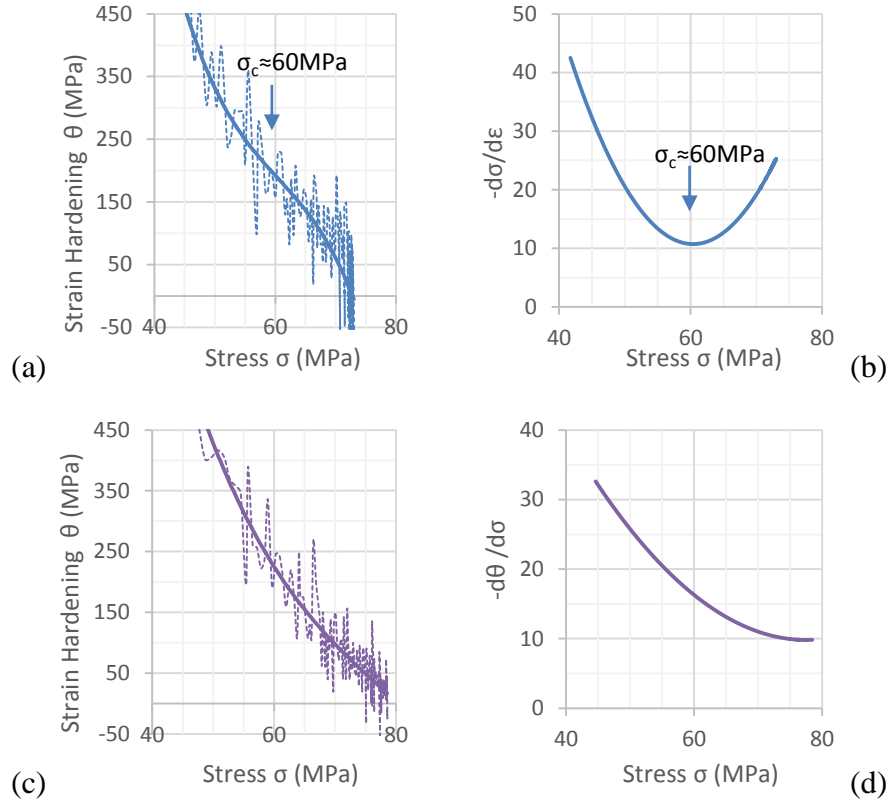 Strain Hardening θ (MPa)
450
350
250
150
50
-50
σc≈60MPa
40
60
80
Stress σ (MPa)
(a)
-dσ/dε
50
40
30
20
10
0
σc≈60MPa
40
60
80
Stress σ (MPa)
(b)
Strain Hardening θ (MPa)
450
350
250
150
50
-50
40
60
80
Stress σ (MPa)
(c)
-dθ /dσ
40
30
20
10
0
40
60
80
Stress σ (MPa)
(d)